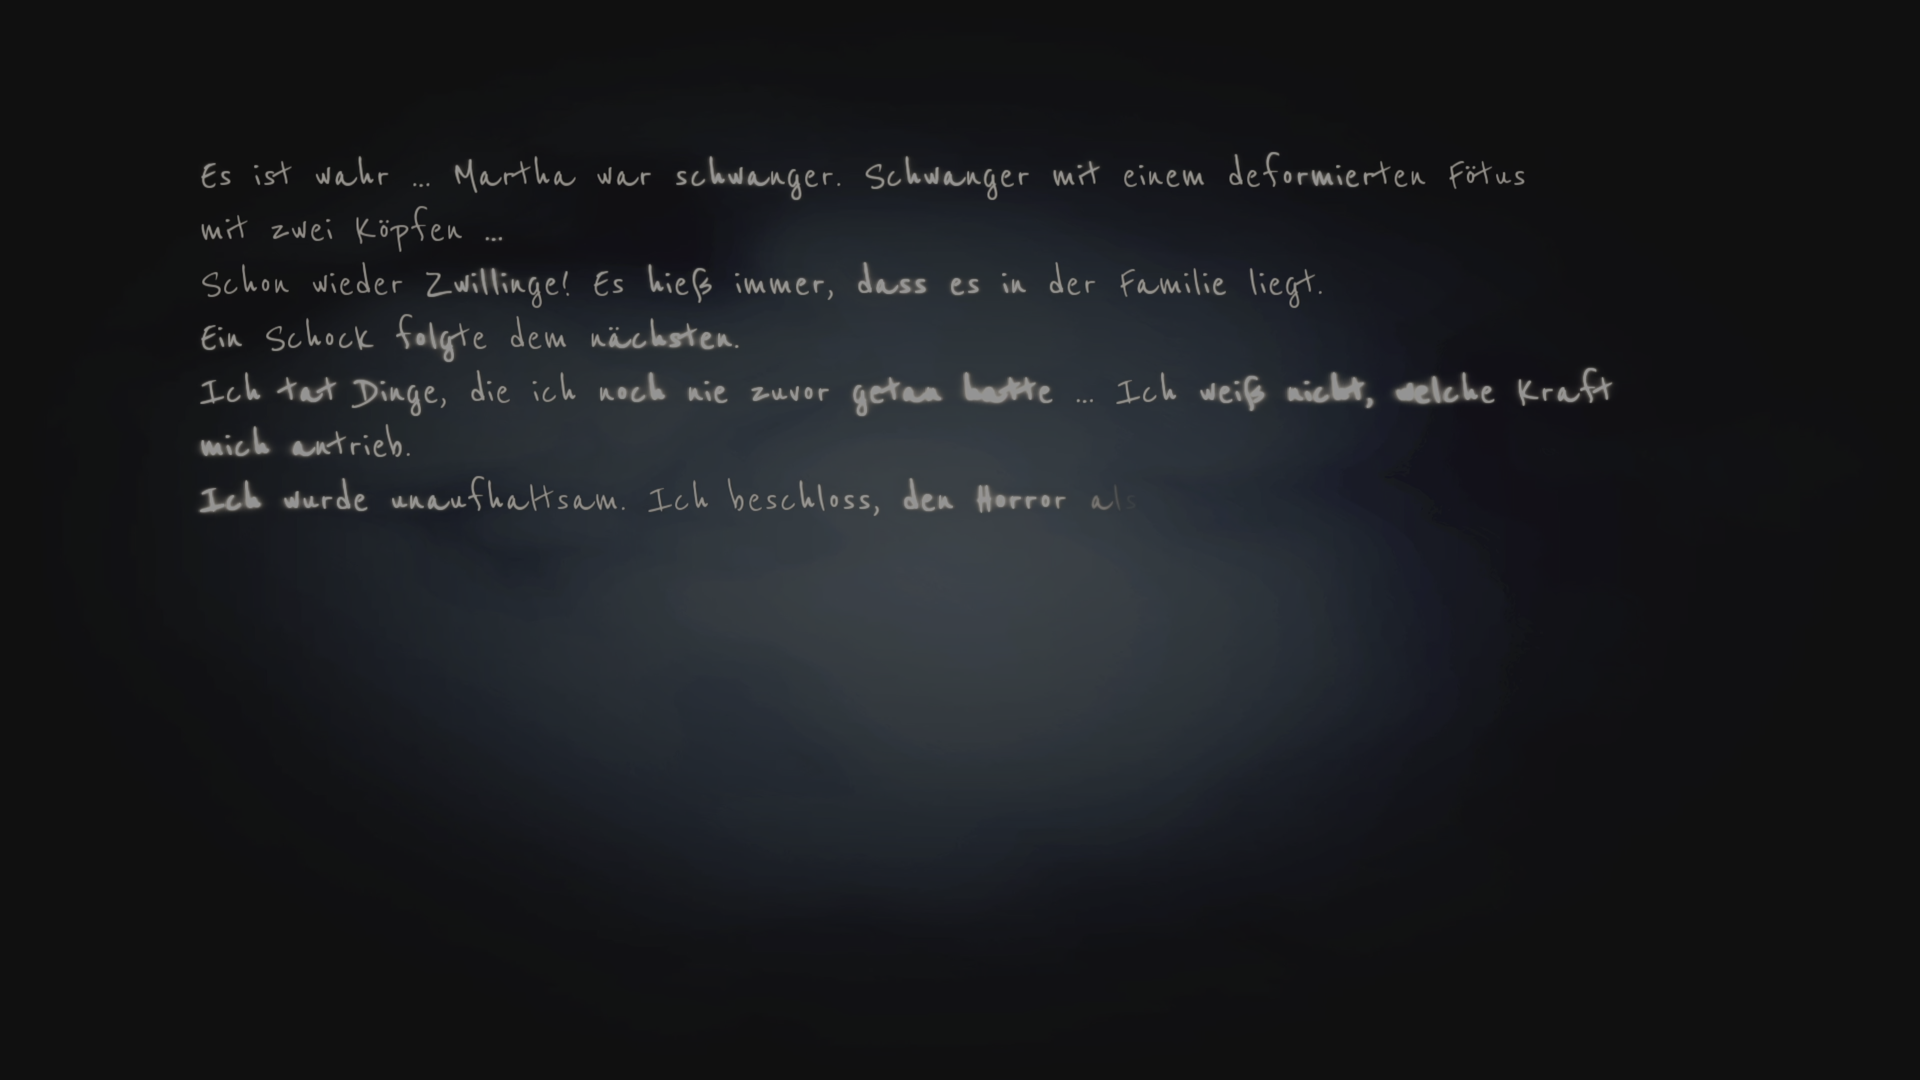 Es ist wahr ... Martha war schwanger. Schwanger mit einem deformierten Fötus
mit zwei Köpfen ...
Schon wieder Zwillinge! Es hieß immer, dass es in der Familie liegt.
Ein Schock folgte dem nächsten.
Ich tat Dinge, die ich noch nie zuvor getan hatte ... Ich weiß nicht, welche Kraft
mich antrieb.
Ich wurde unaufhaltsam. Ich beschloss, den Horror als